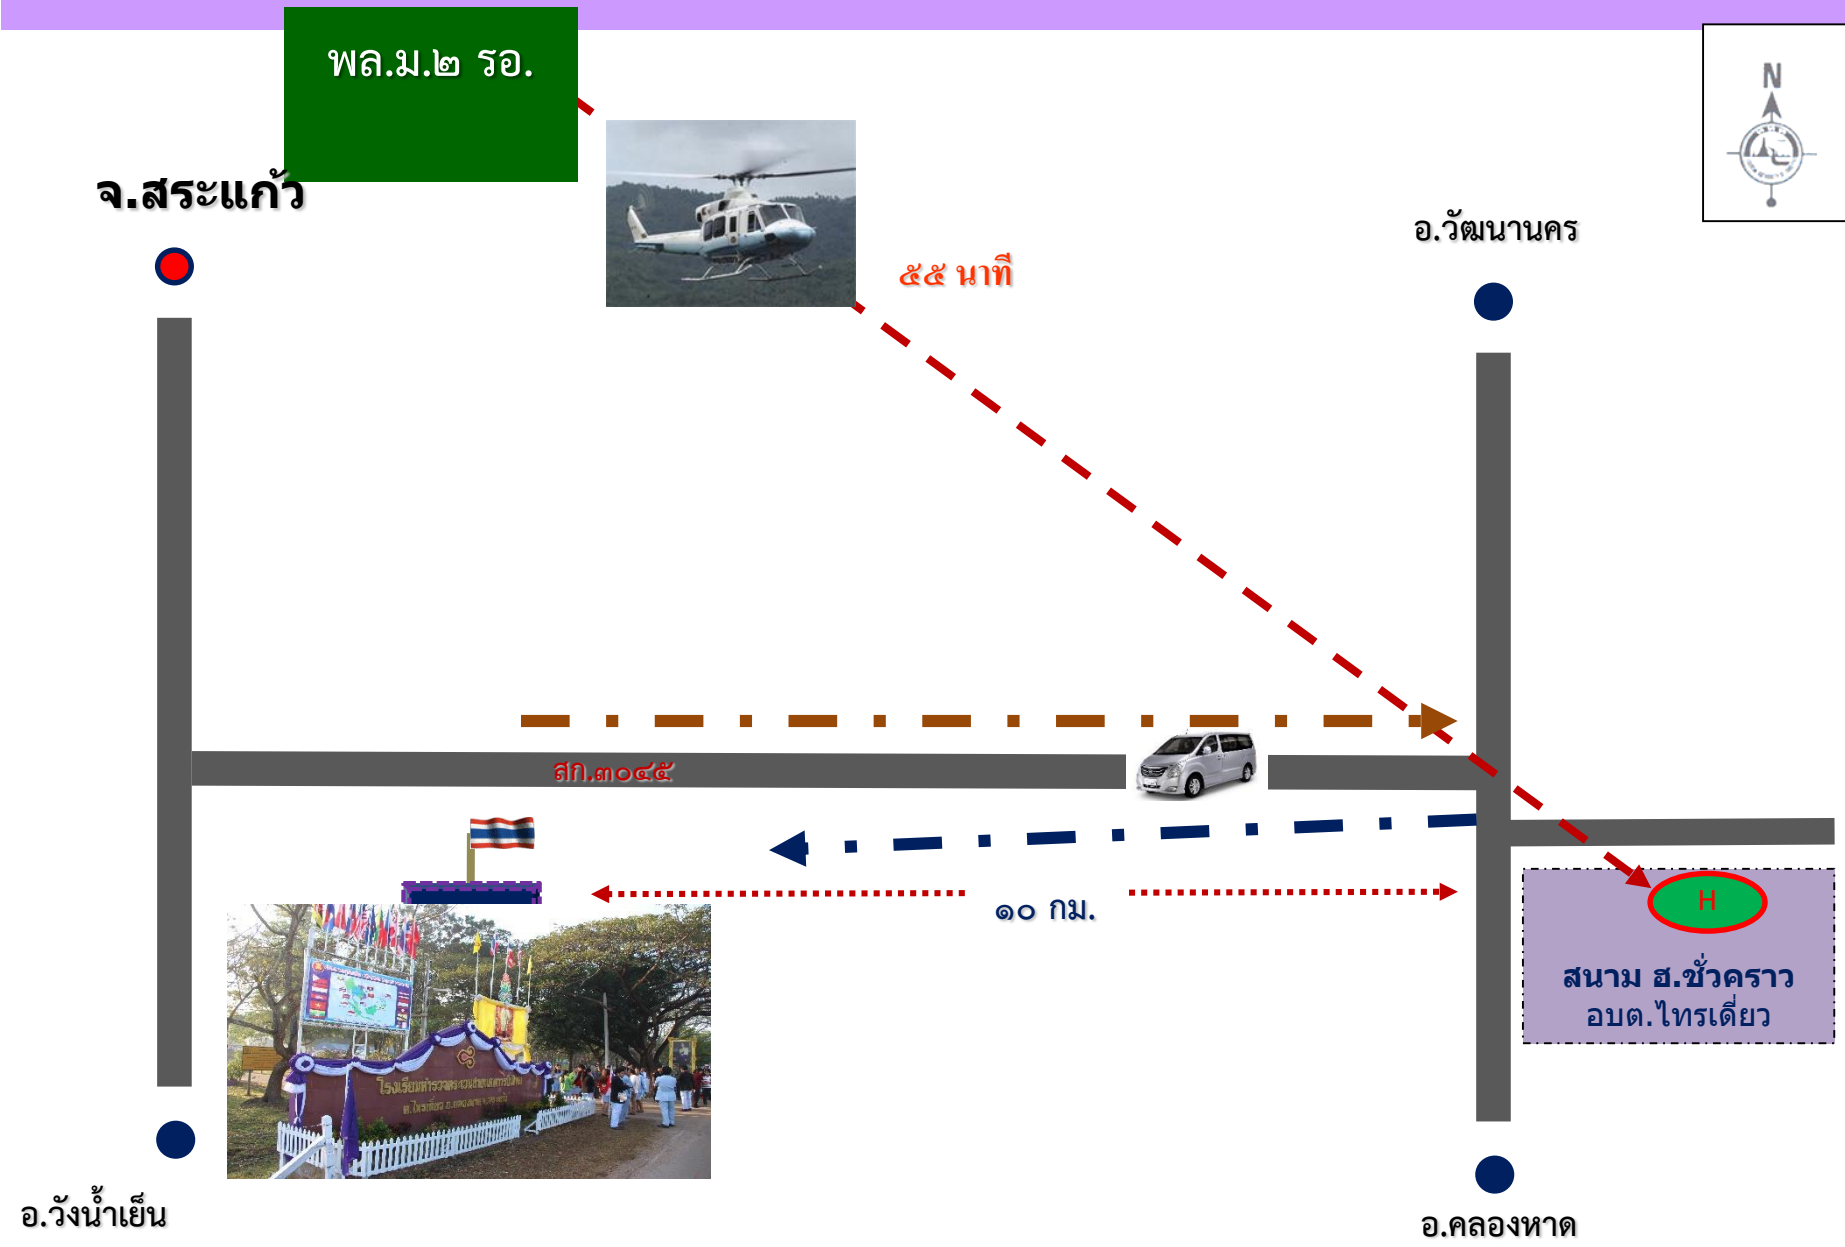 พล.ม.๒ รอ.
N
จ.สระแก้ว
อ.วัฒนานคร
๕๕ นาที
สก.๓๐๔๕
๑๐ กม.
H
สนาม ฮ.ชั่วคราว
อบต.ไทรเดี่ยว
อ.วังน้ำเย็น
อ.คลองหาด